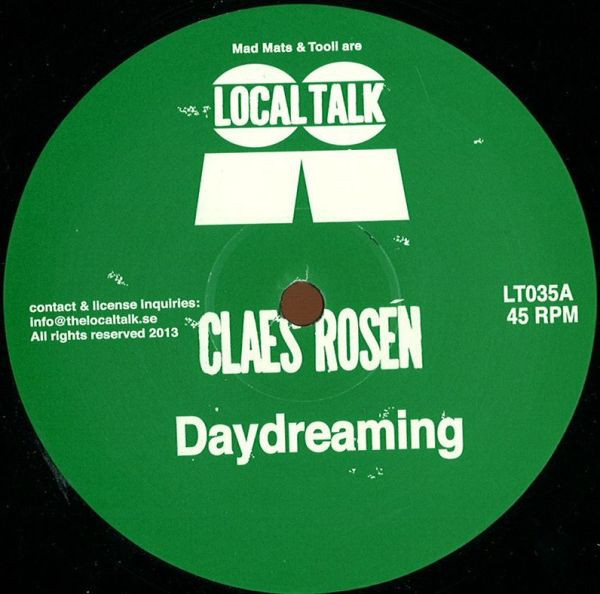 Mad Mats & Tooli are
LOCAL TALK
contact & license inquiries:
info@thelocaltalk.se
All rights reserved 2013
LT035A
45 RPM
CLAES ROSEN
Daydreaming